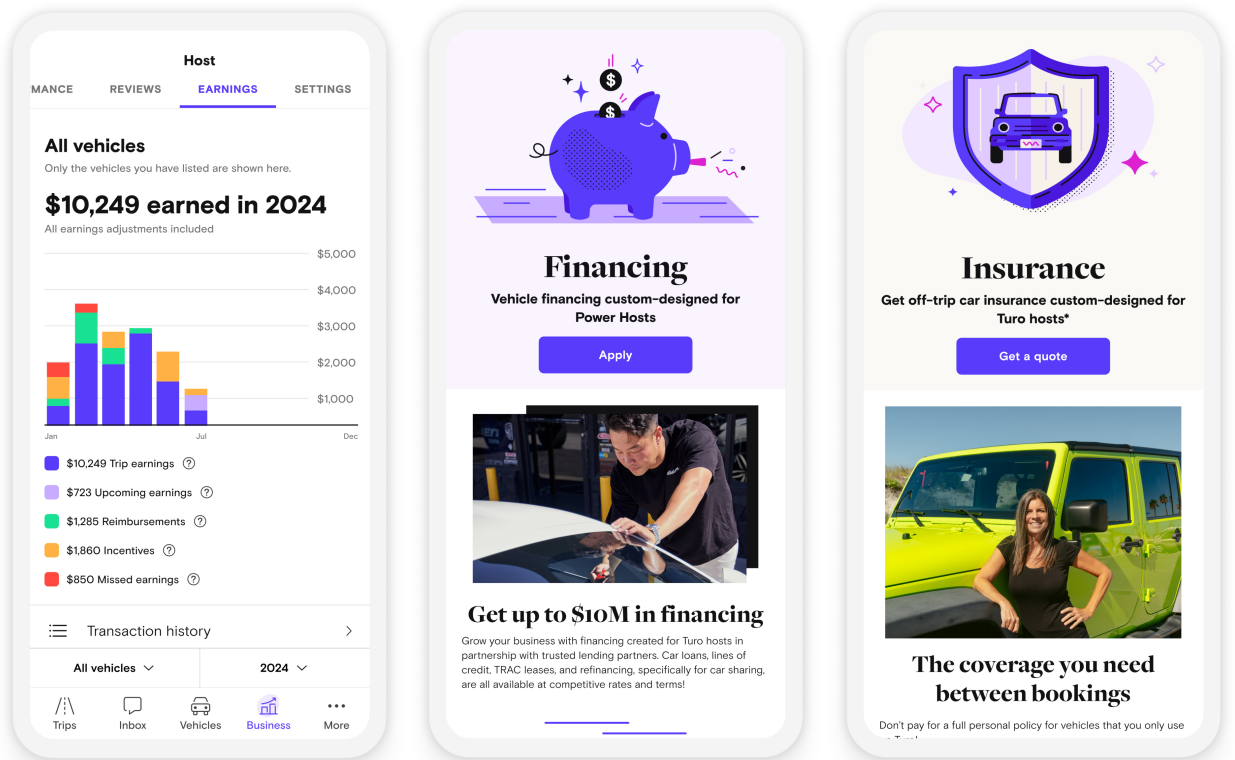 Host
MANCE REVIEWS EARNINGS SETTINGS
All vehicles
Only the vehicles you have listed are shown here.
$10,249 earned in 2024
All earnings adjustments included
$5,000
$4,000
$3,000
$2,000
$1,000
Jan Jul Dec
$10,249 Trip earnings ?
$723 Upcoming earnings ?
$1,285 Reimbursements ?
$1,860 Incentives ?
$850 Missed earnings ?
Transaction history
All vehicles 2024
Trips Inbox Vehicles Business More
$
$
Financing
Vehicle financing custom-designed for
Power Hosts
Apply
Get up to $10M in financing
Grow your business with financing created for Turo hosts in
partnership with trusted lending partners. Car loans, lines of
credit, TRAC leases, and refinancing, specifically for car sharing,
are all available at competitive rates and terms!
Insurance
Get off-trip car insurance custom-designed for
Turo hosts*
Get a quote
The coverage you need
between bookings
Don't pay for a full personal policy for vehicles that you only use